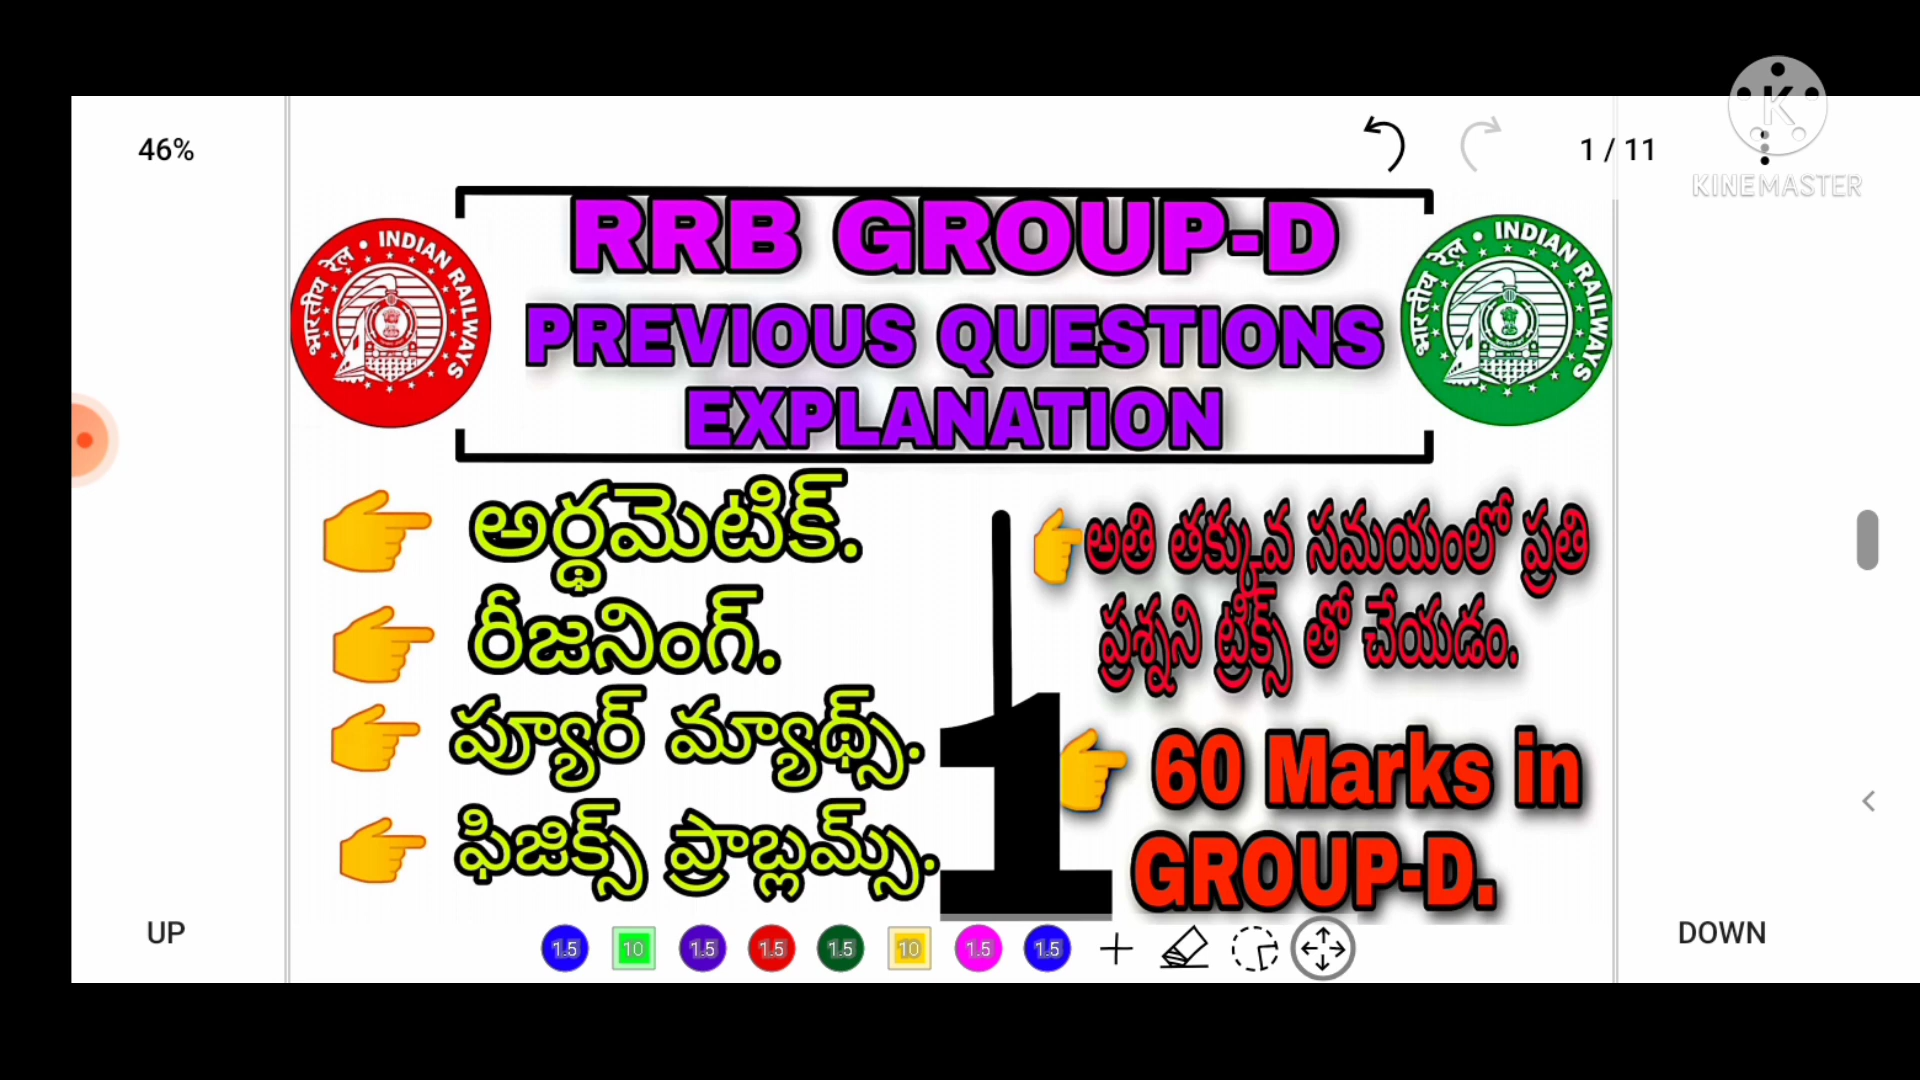 46%
1 / 11
KINEMASTER
RRB GROUP-D
PREVIOUS QUESTIONS
EXPLANATION
भारतीय रेल • INDIAN RAILWAYS
भारतीय रेल • INDIAN RAILWAYS
అర్థమెటిక్.
రీజనింగ్.
ప్యూర్ మ్యాథ్స్.
ఫిజిక్స్ ప్రాబ్లమ్స్.
1
అతి తక్కువ సమయంలో ప్రతి
ప్రశ్నని ట్రిక్స్ తో చేయడం.
60 Marks in
GROUP-D.
UP
DOWN
1.5 10 1.5 1.5 1.5 10 1.5 1.5